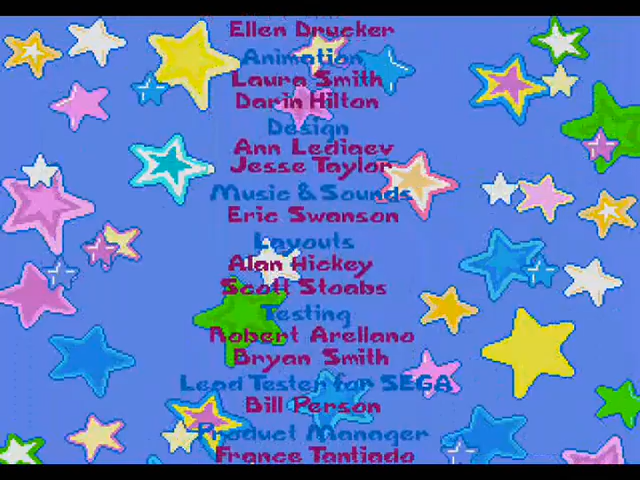 Ellen Drucker
Animation
Laura Smith
Darin Hilton
Design
Ann Lediaev
Jesse Taylor
Music & Sounds
Eric Swanson
Layouts
Alan Hickey
Scott Stoabs
Testing
Robert Arellano
Bryan Smith
Lead Tester for SEGA
Bill Person
Product Manager
France Tantiado